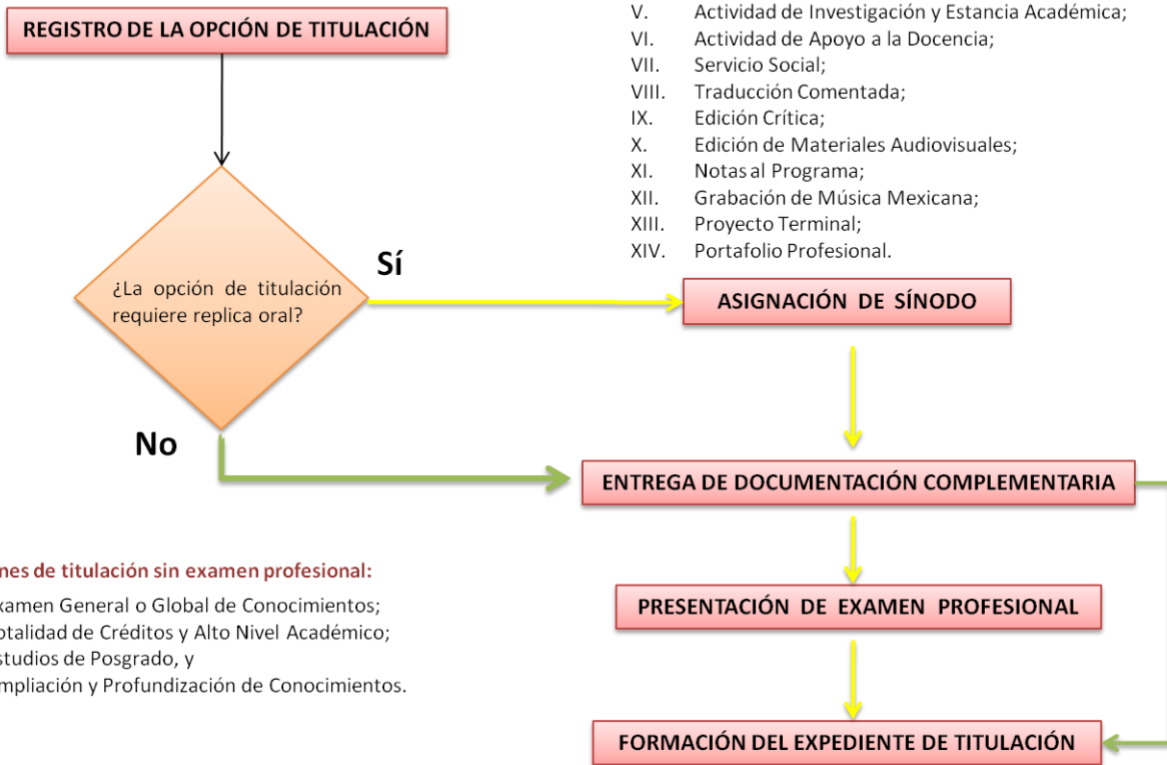 REGISTRO DE LA OPCIÓN DE TITULACIÓN
V. Actividad de Investigación y Estancia Académica;
VI. Actividad de Apoyo a la Docencia;
VII. Servicio Social;
VIII. Traducción Comentada;
IX. Edición Crítica;
X. Edición de Materiales Audiovisuales;
XI. Notas al Programa;
XII. Grabación de Música Mexicana;
XIII. Proyecto Terminal;
XIV. Portafolio Profesional.
¿La opción de titulación
requiere replica oral?
Sí
ASIGNACIÓN DE SÍNODO
No
ENTREGA DE DOCUMENTACIÓN COMPLEMENTARIA
nes de titulación sin examen profesional:
xamen General o Global de Conocimientos;
otalidad de Créditos y Alto Nivel Académico;
studios de Posgrado, y
mpliación y Profundización de Conocimientos.
PRESENTACIÓN DE EXAMEN PROFESIONAL
FORMACIÓN DEL EXPEDIENTE DE TITULACIÓN